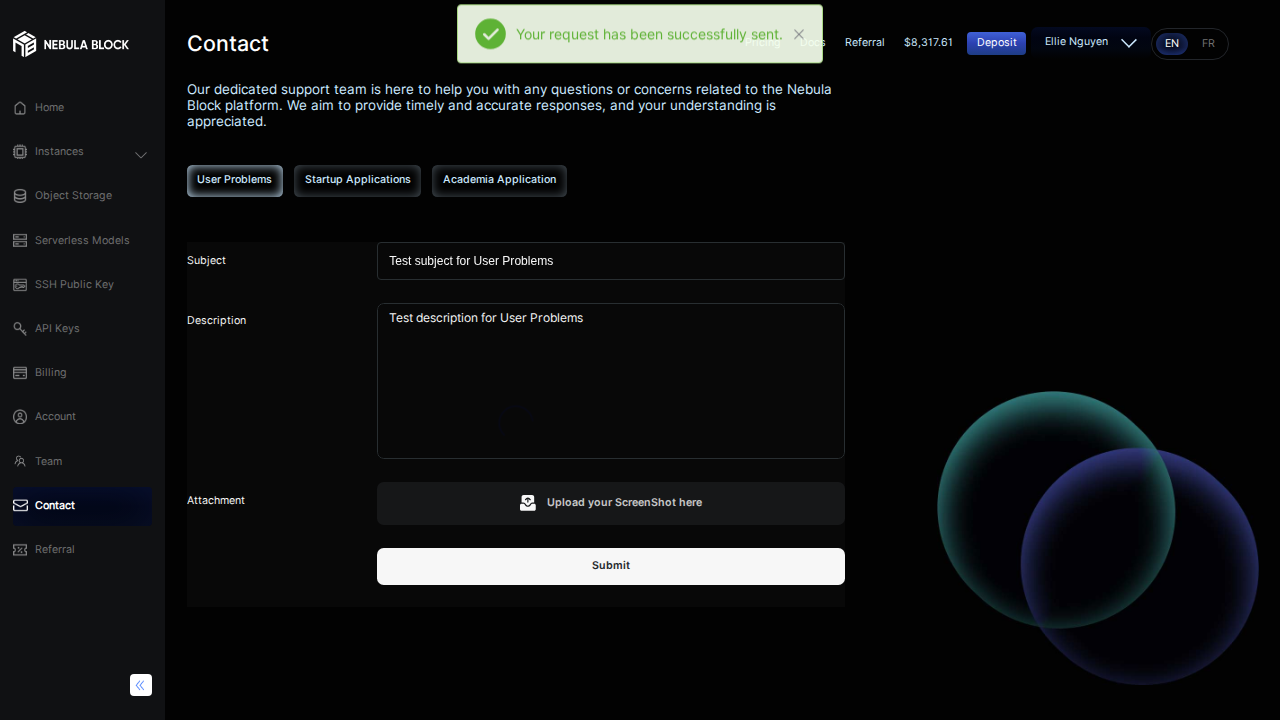 NEBULA BLOCK
Home
Instances
Object Storage
Serverless Models
SSH Public Key
API Keys
Billing
Account
Team
Contact
Referral
Contact
Your request has been successfully sent.
Pricing
Docs
Referral
$8,317.61
Deposit
Ellie Nguyen
EN
FR
Our dedicated support team is here to help you with any questions or concerns related to the Nebula
Block platform. We aim to provide timely and accurate responses, and your understanding is
appreciated.
User Problems
Startup Applications
Academia Application
Subject
Test subject for User Problems
Description
Test description for User Problems
Attachment
Upload your ScreenShot here
Submit